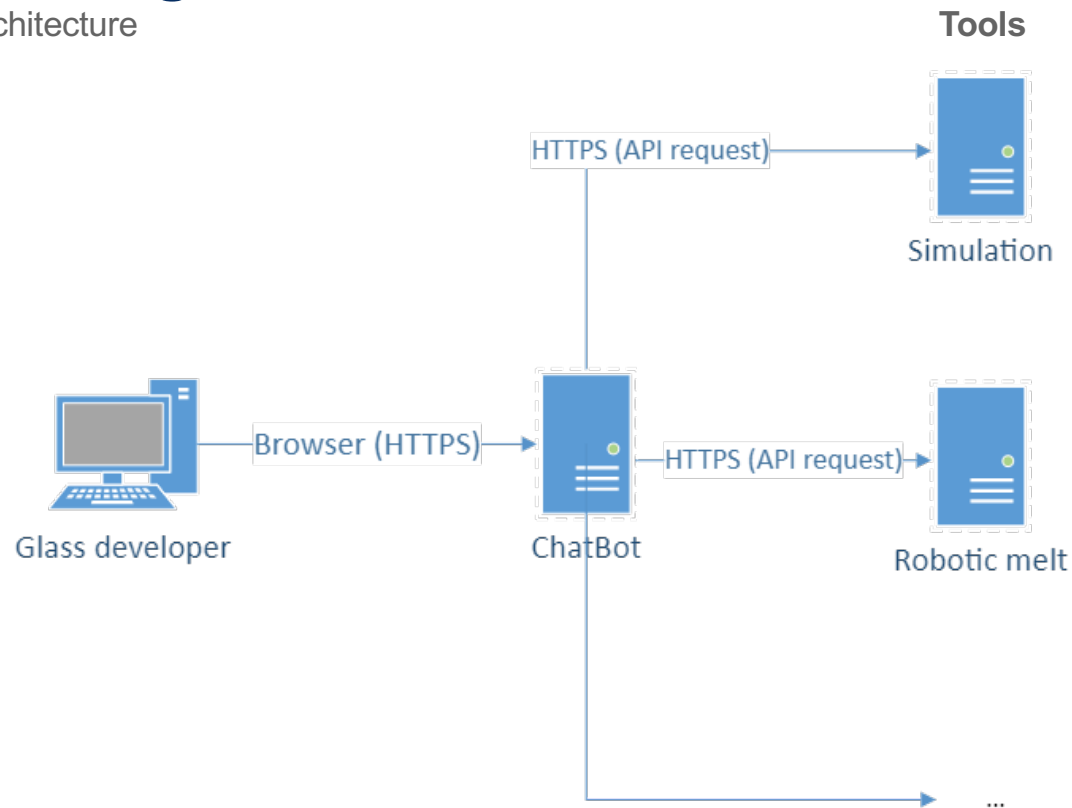 chitecture
Tools
HTTPS (API request)
Simulation
Browser (HTTPS)
HTTPS (API request)
Glass developer
ChatBot
Robotic melt
...